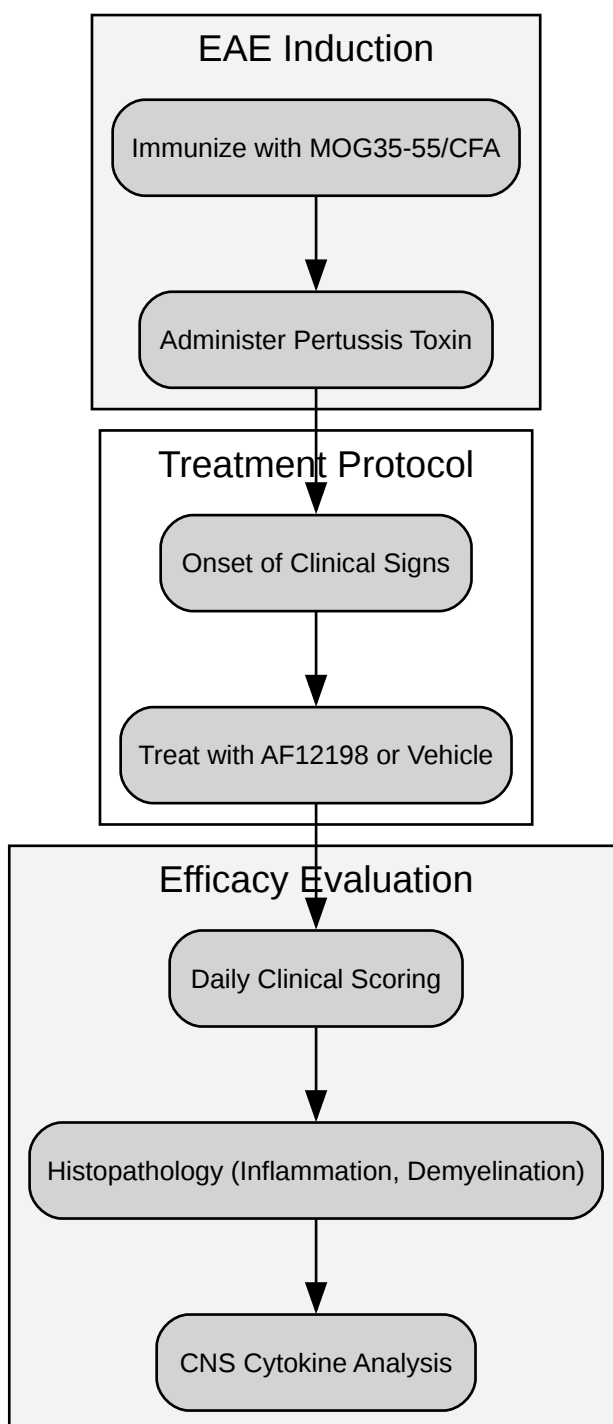 EAE Induction
Immunize with MOG35-55/CFA
Administer Pertussis Toxin
Treatment Protocol
Onset of Clinical Signs
Treat with AF12198 or Vehicle
Efficacy Evaluation
Daily Clinical Scoring
Histopathology (Inflammation, Demyelination)
CNS Cytokine Analysis